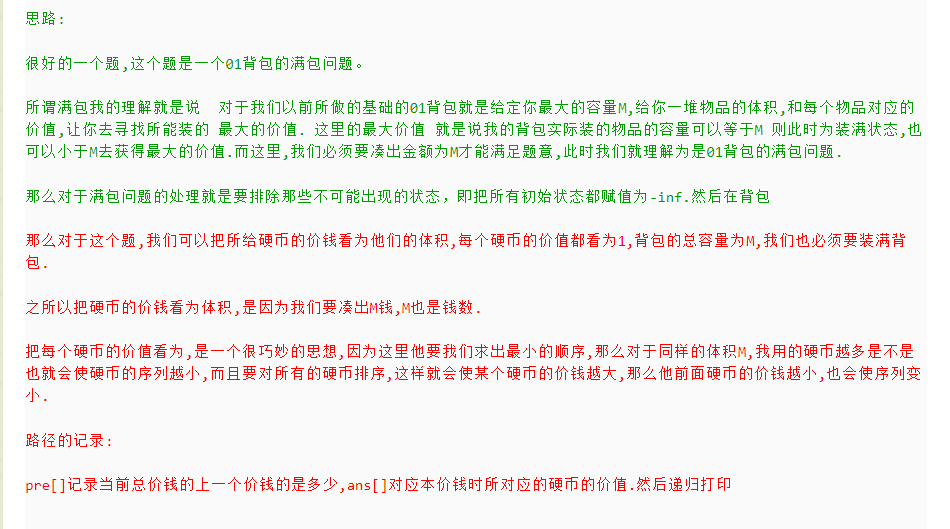 思路:
很好的一个题,这个题是一个01背包的满包问题。
所谓满包我的理解就是说  对于我们以前所做的基础的01背包就是给定你最大的容量M,给你一堆物品的体积,和每个物品对应的
价值,让你去寻找所能装的 最大的价值. 这里的最大价值 就是说我的背包实际装的物品的容量可以等于M 则此时为装满状态,也
可以小于M去获得最大的价值.而这里,我们必须要凑出金额为M才能满足题意,此时我们就理解为是01背包的满包问题.
那么对于满包问题的处理就是要排除那些不可能出现的状态，即把所有初始状态都赋值为-inf.然后在背包
那么对于这个题,我们可以把所给硬币的价钱看为他们的体积,每个硬币的价值都看为1,背包的总容量为M,我们也必须要装满背
包.
之所以把硬币的价钱看为体积,是因为我们要凑出M钱,M也是钱数.
把每个硬币的价值看为,是一个很巧妙的思想,因为这里他要我们求出最小的顺序,那么对于同样的体积M,我用的硬币越多是不是
也就会使硬币的序列越小,而且要对所有的硬币排序,这样就会使某个硬币的价钱越大,那么他前面硬币的价钱越小,也会使序列变
小.
路径的记录:
pre[]记录当前总价钱的上一个价钱的是多少,ans[]对应本价钱时所对应的硬币的价值.然后递归打印